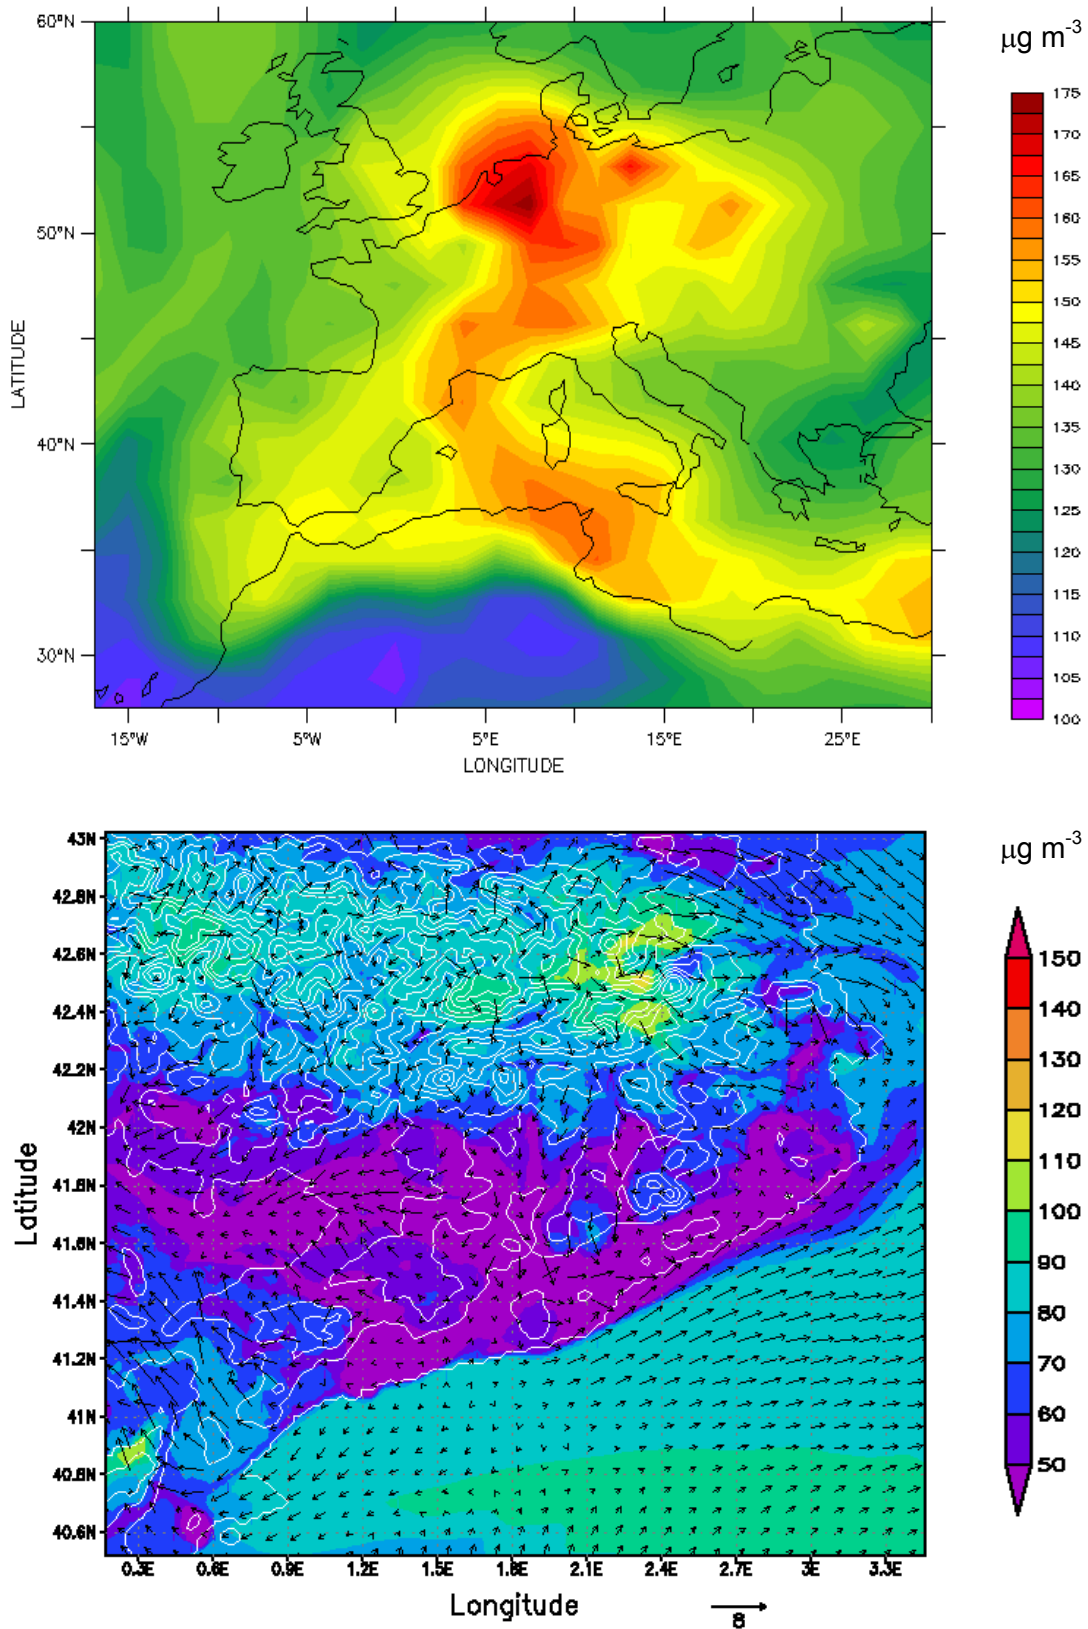 60°N
μg m-3
175
170
165
160
155
150
145
140
135
130
125
120
115
110
105
100
50°N
40°N
30°N
LATITUDE
15°W
5°W
5°E
15°E
25°E
LONGITUDE
μg m-3
43N
42.8N
42.6N
42.4N
42.2N
42N
41.8N
41.6N
41.4N
41.2N
41N
40.8N
40.6N
Latitude
150
140
130
120
110
100
90
80
70
60
50
0.3E
0.6E
0.9E
1.2E
1.5E
1.8E
2.1E
2.4E
2.7E
3E
3.3E
Longitude
8